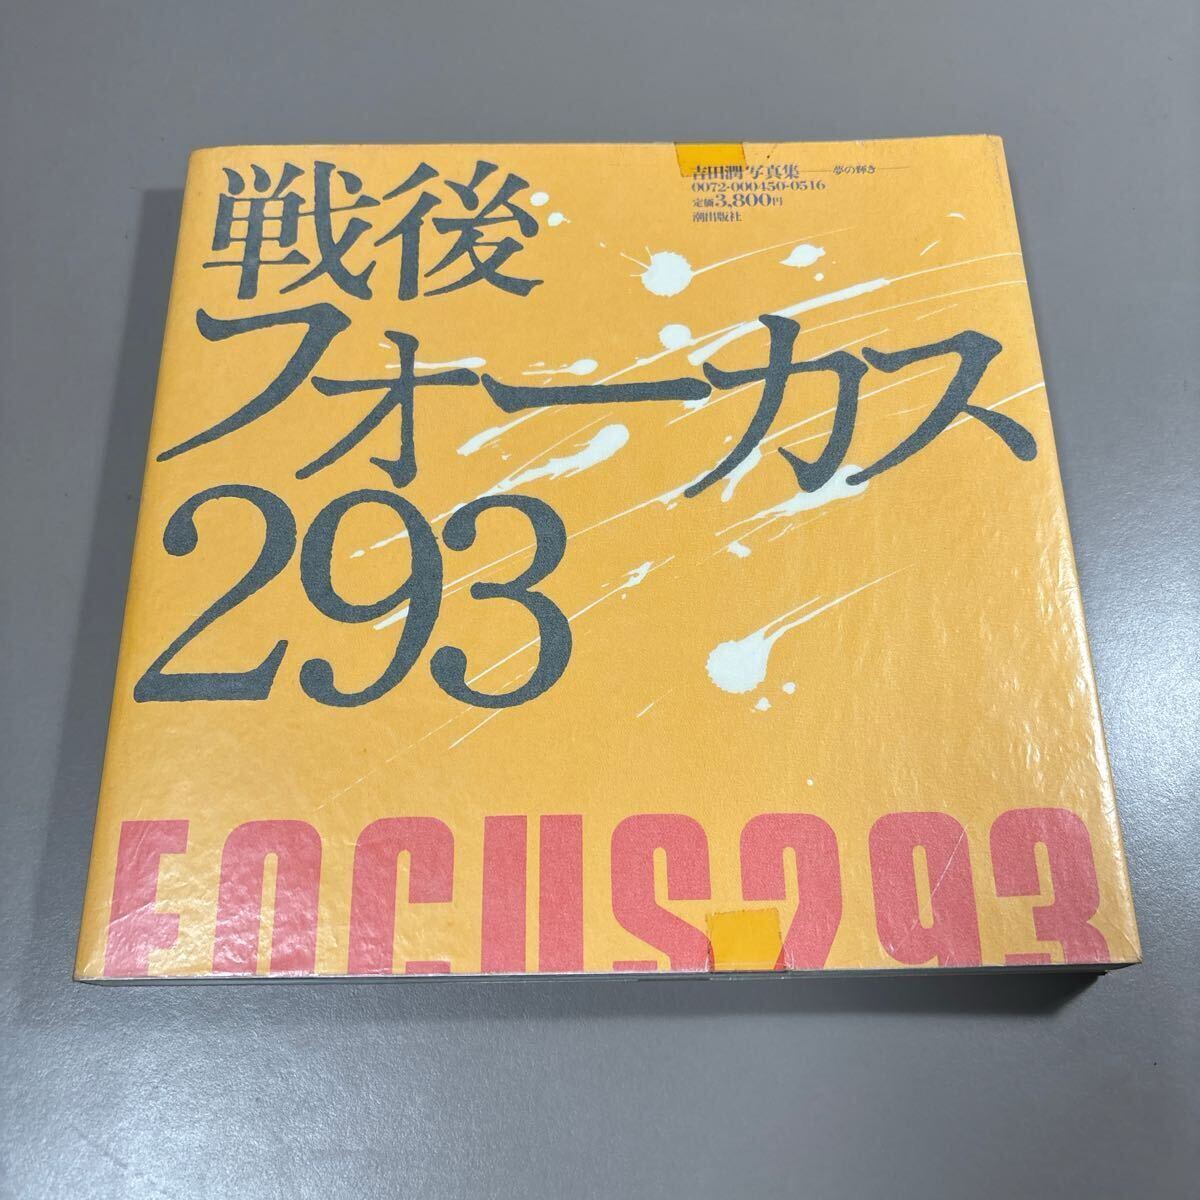 戦後
フォーカス
293
吉田潤写真集 夢の輝き
0072-000450-0516
定価3,800円
潮出版社
FOCUS293